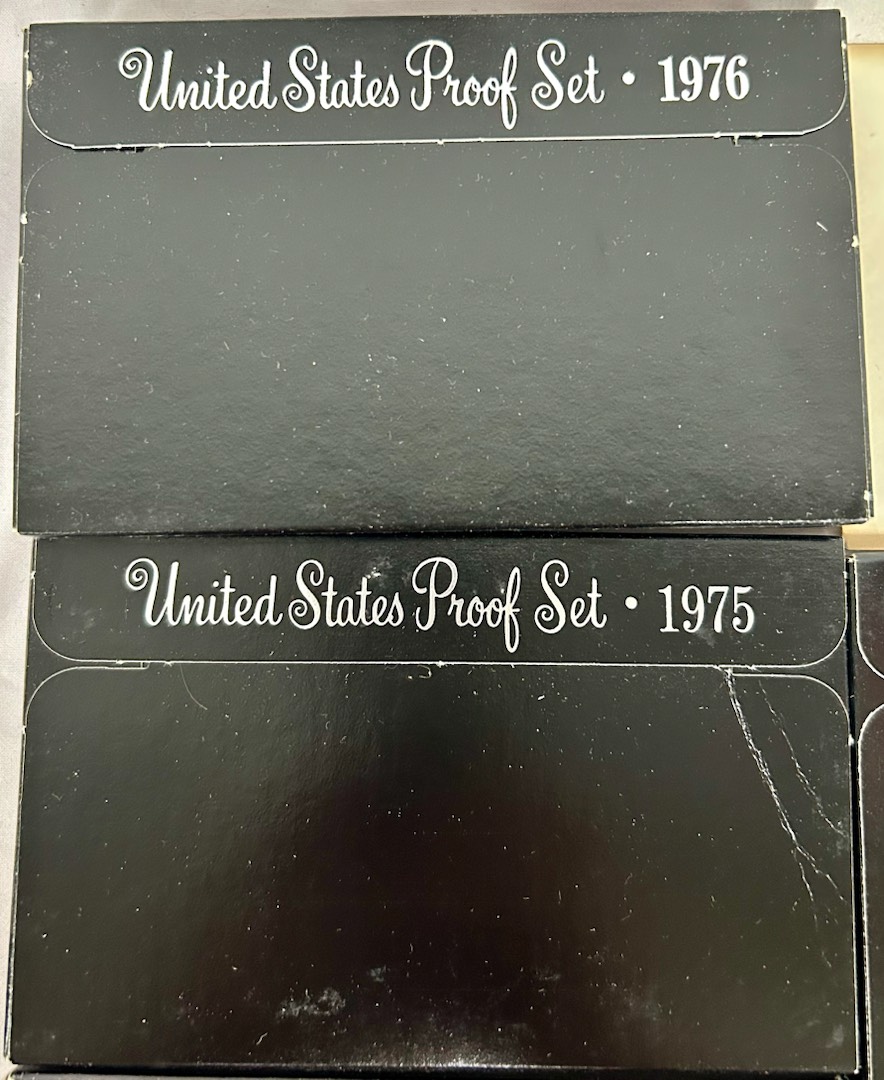 United States Proof Set • 1976
United States Proof Set • 1975